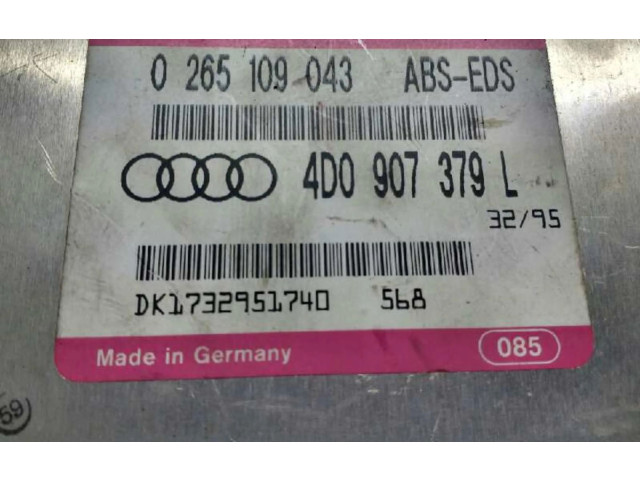 0 265 109 043 ABS-EDS
4D0 907 379 L
32/95
DK1732951740 568
Made in Germany 085
59